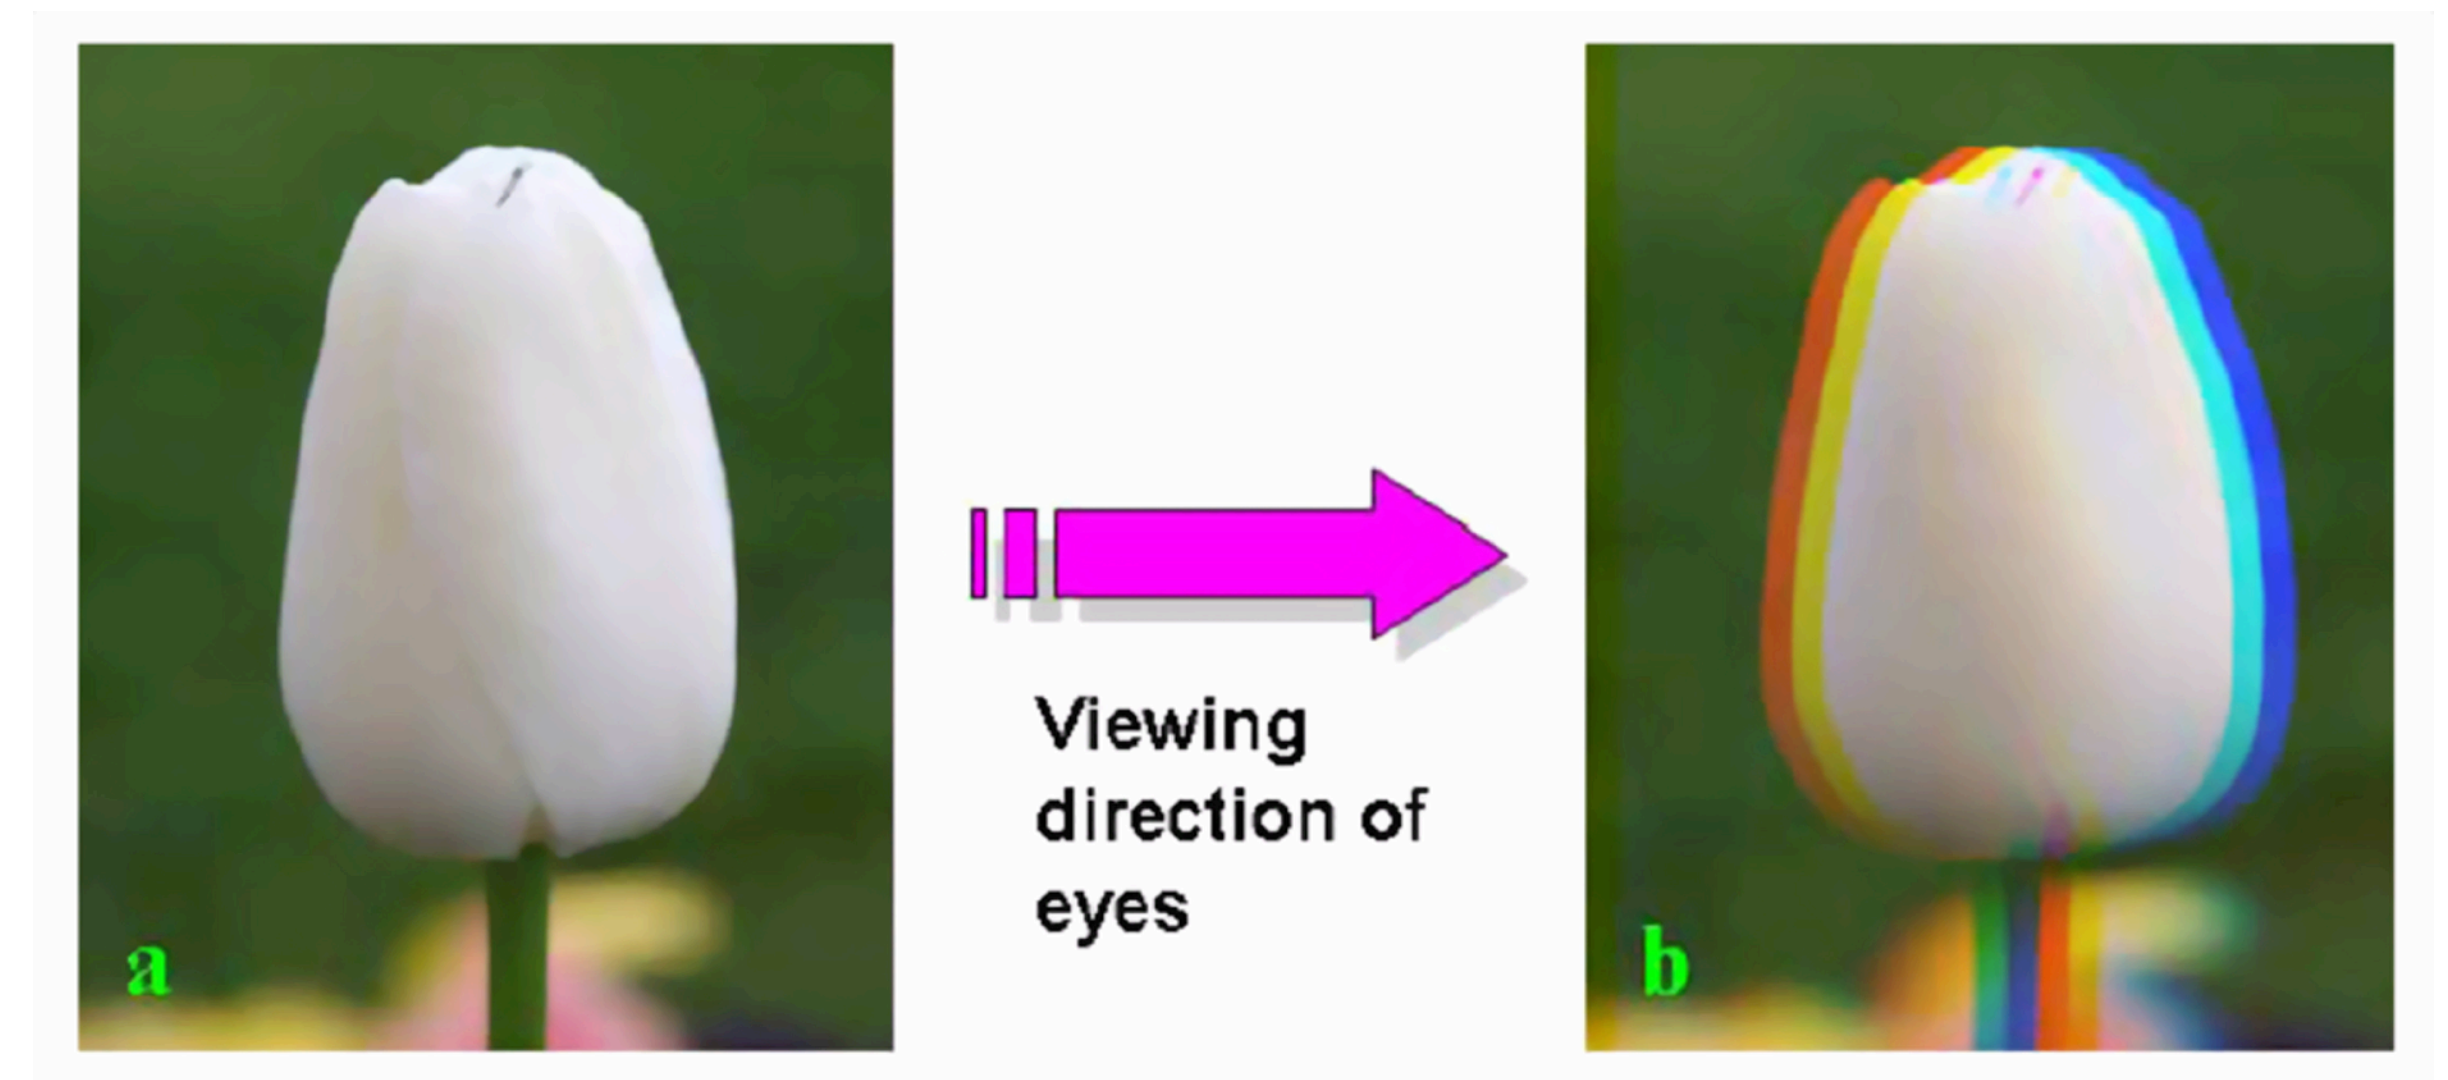 a
Viewing
direction of
eyes
b